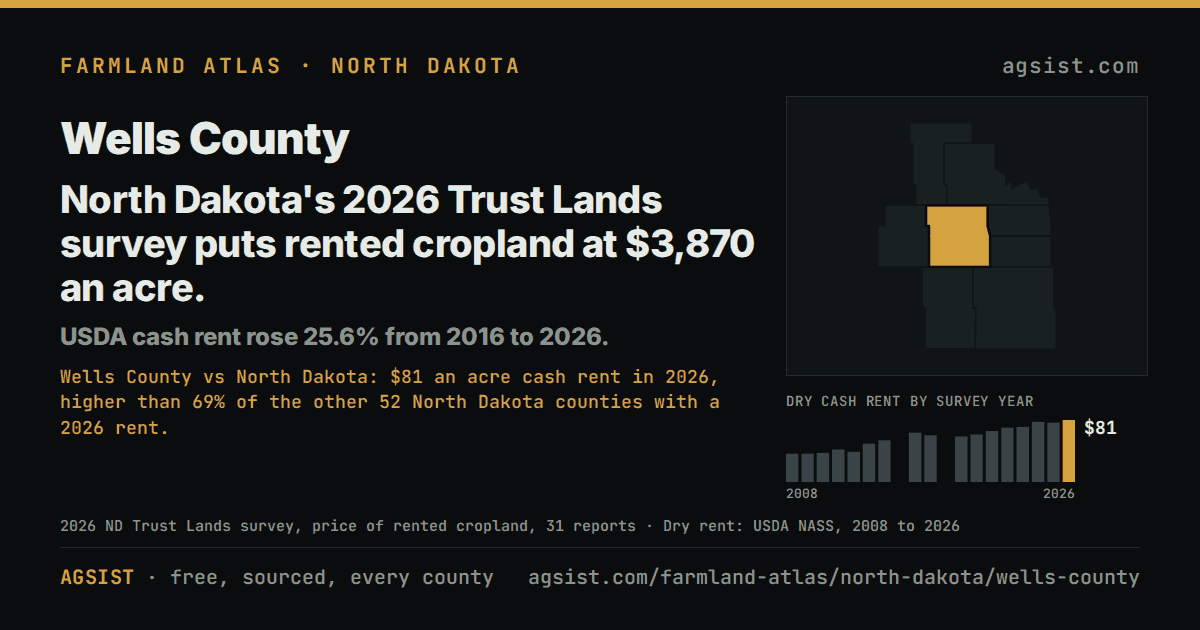 FARMLAND ATLAS · NORTH DAKOTA
agsist.com
Wells County
North Dakota's 2026 Trust Lands
survey puts rented cropland at $3,870
an acre.
USDA cash rent rose 25.6% from 2016 to 2026.
Wells County vs North Dakota: $81 an acre cash rent in 2026,
higher than 69% of the other 52 North Dakota counties with a
2026 rent.
DRY CASH RENT BY SURVEY YEAR
$81
2008
2026
2026 ND Trust Lands survey, price of rented cropland, 31 reports · Dry rent: USDA NASS, 2008 to 2026
AGSIST · free, sourced, every county
agsist.com/farmland-atlas/north-dakota/wells-county